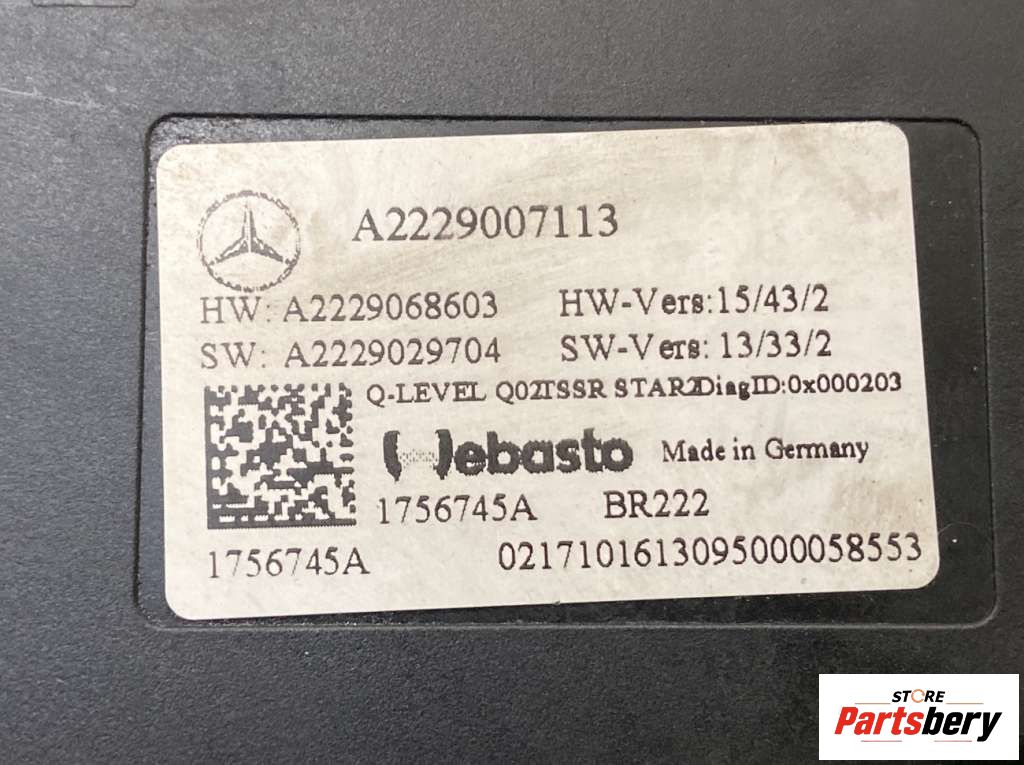 A2229007113
HW: A2229068603 HW-Vers:15/43/2
SW: A2229029704 SW-Vers: 13/33/2
Q-LEVEL Q02TSSR STAR2DiagID:0x000203
Webasto Made in Germany
1756745A BR222
1756745A 0217101613095000058553
STORE
Partsbery